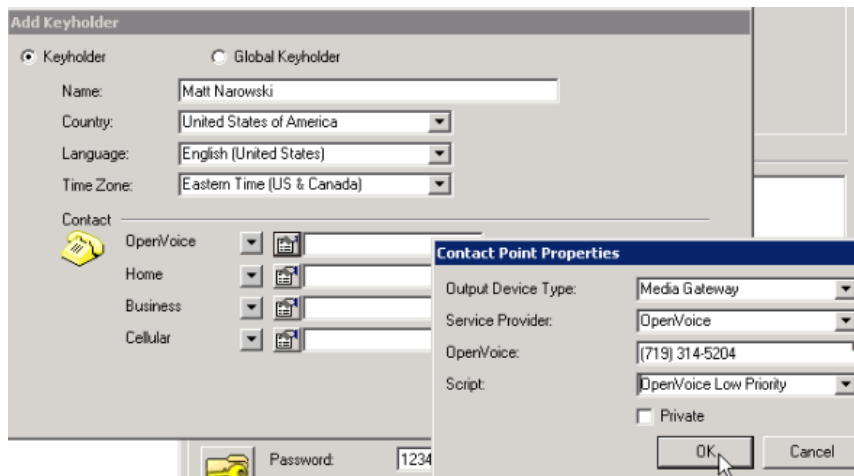 Add Keyholder
Keyholder
Global Keyholder
Name: Matt Narowski
Country: United States of America
Language: English (United States)
Time Zone: Eastern Time (US & Canada)
Contact
OpenVoice
Home
Business
Cellular
Contact Point Properties
Output Device Type: Media Gateway
Service Provider: OpenVoice
OpenVoice: (719) 314-5204
Script: OpenVoice Low Priority
Private
OK
Cancel
Password: 1234